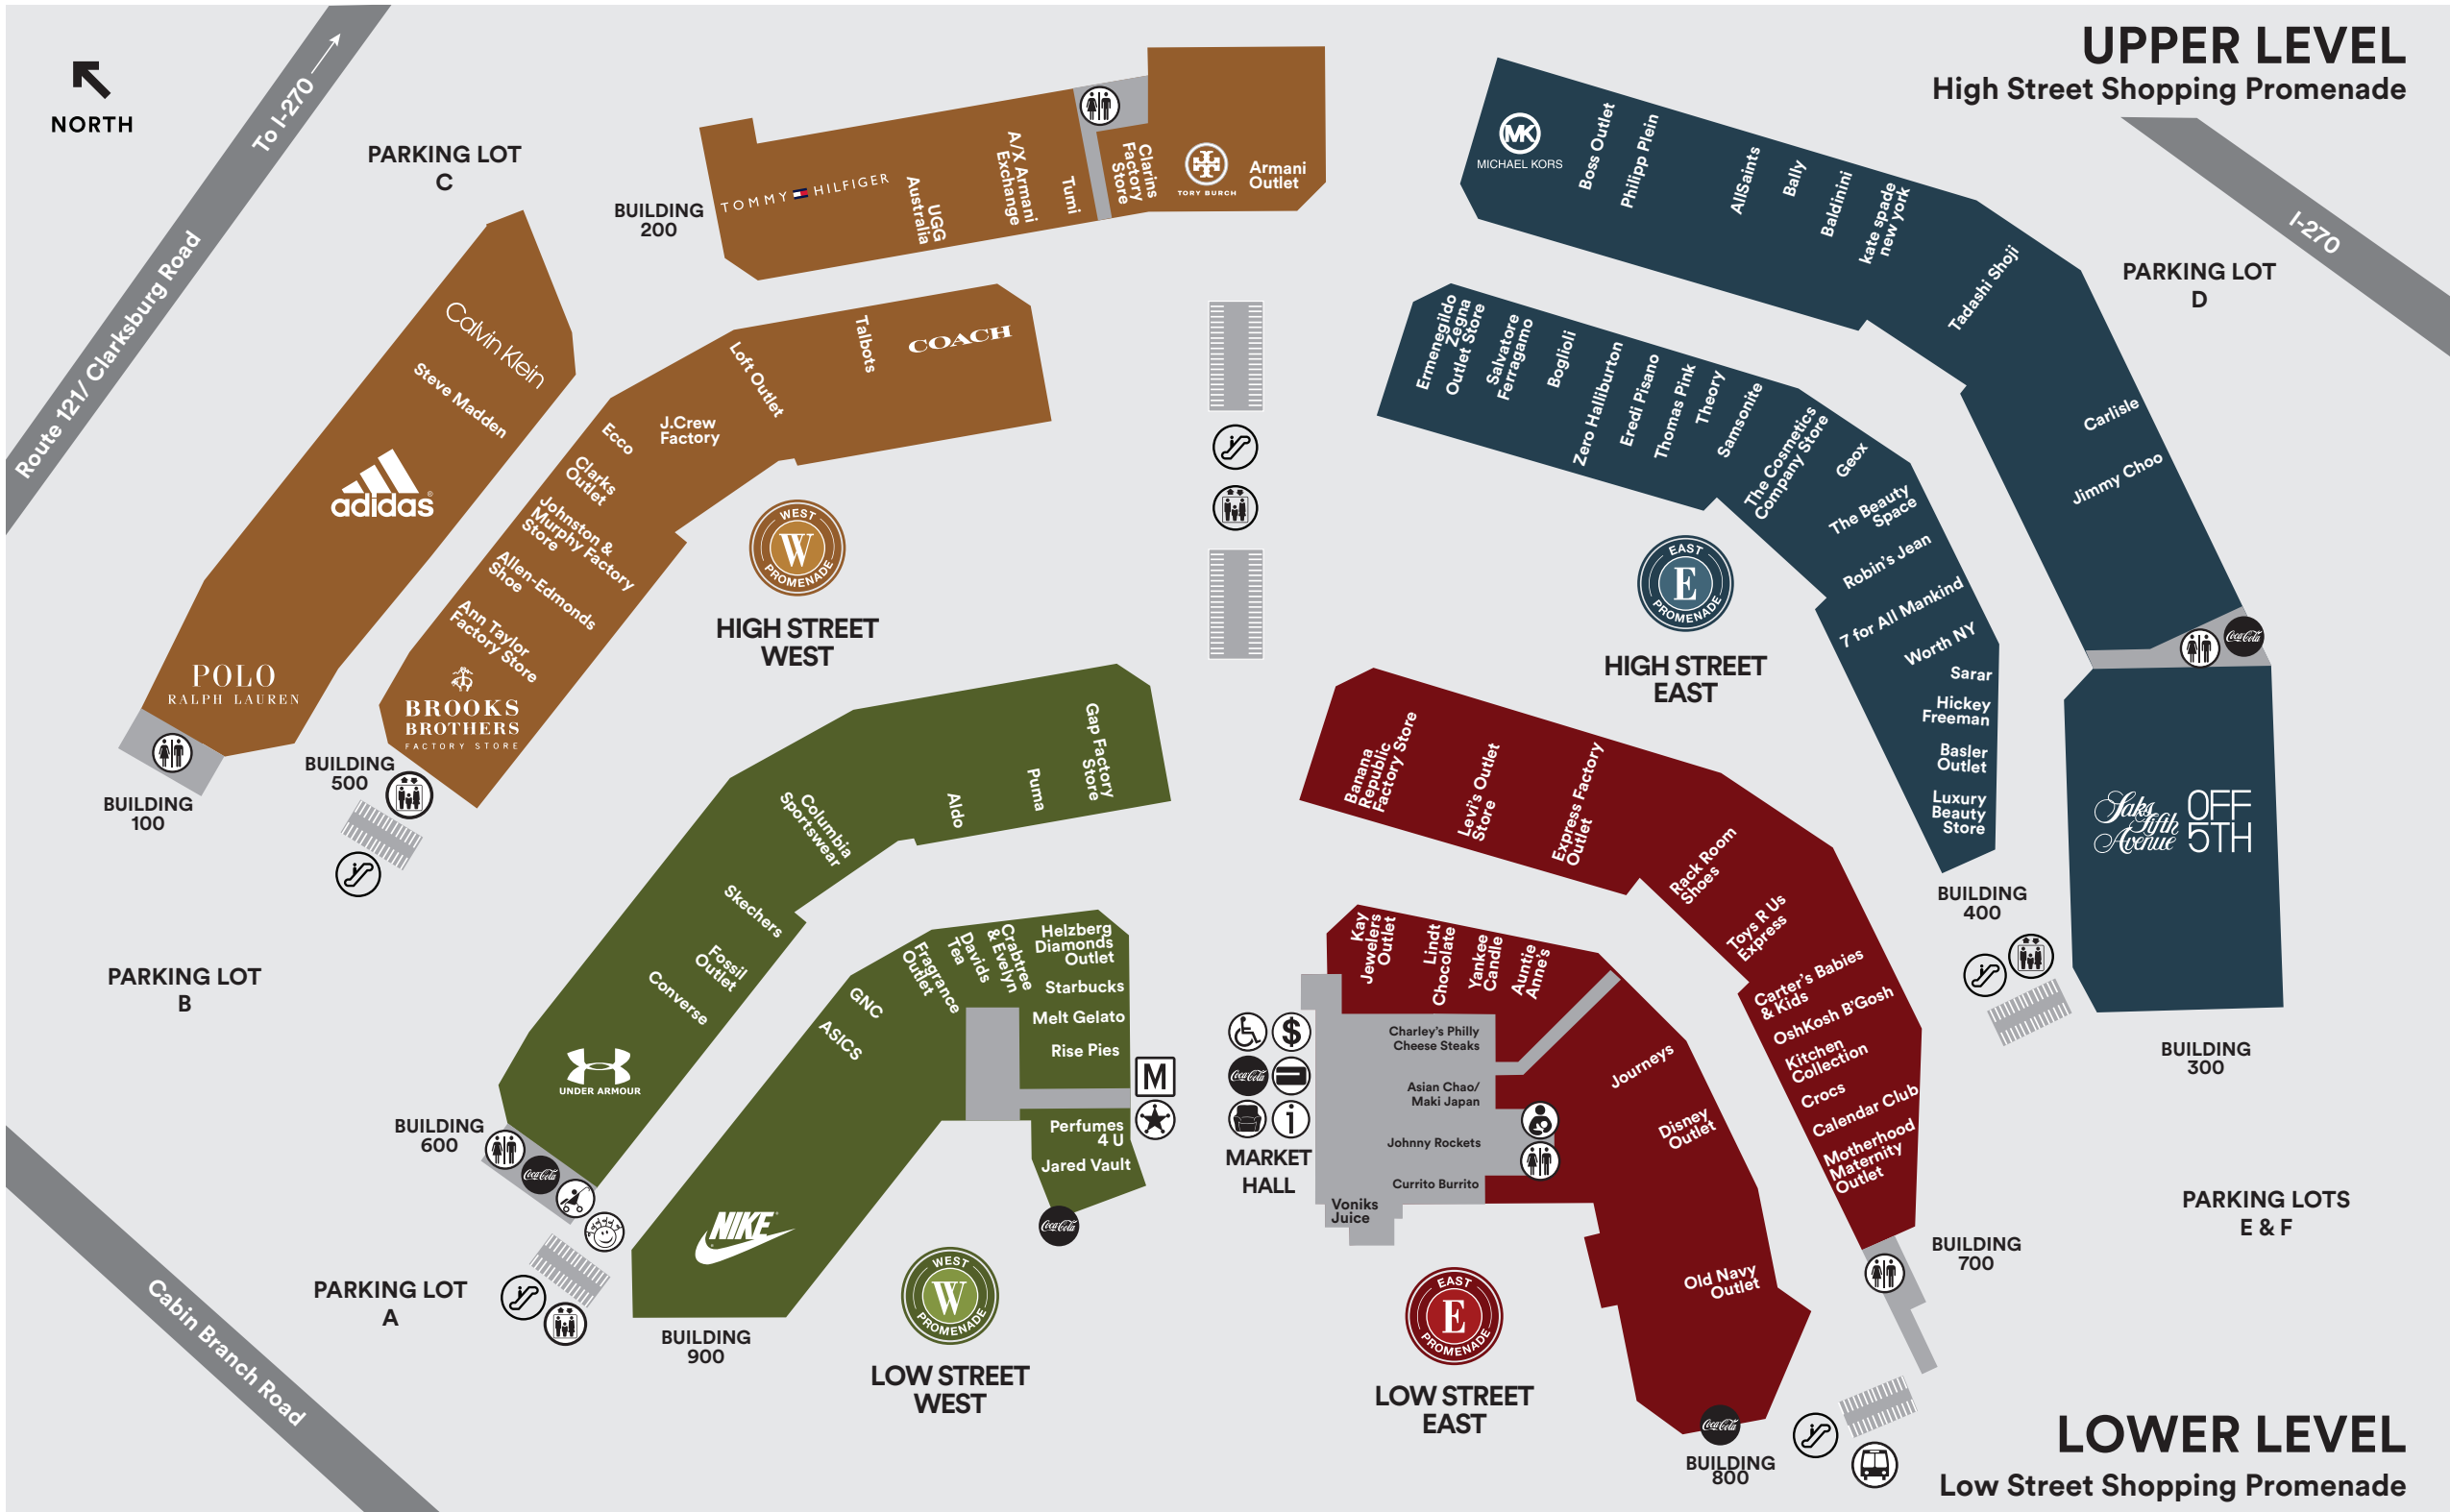 UPPER LEVEL
High Street Shopping Promenade
NORTH
To I-270
Route 121/ Clarksburg Road
I-270
PARKING LOT
C
BUILDING
200
TOMMY HILFIGER
UGG
Australia
A/X Armani
Exchange
Tumi
Clarins
Factory
Store
TORY BURCH
Armani
Outlet
Calvin Klein
Steve Madden
adidas
POLO
RALPH LAUREN
BUILDING
100
COACH
Talbots
Loft Outlet
J.Crew
Factory
Ecco
Clarks
Outlet
Johnston &
Murphy Factory
Store
Allen-Edmonds
Shoe
Ann Taylor
Factory Store
BROOKS
BROTHERS
FACTORY STORE
BUILDING
500
WEST
W
PROMENADE
HIGH STREET
WEST
MK
MICHAEL KORS
Boss Outlet
Philipp Plein
AllSaints
Bally
Baldinini
kate spade
new york
Tadashi Shoji
Carlisle
Jimmy Choo
PARKING LOT
D
Coca-Cola
Saks
Fifth
Avenue
OFF
5TH
BUILDING
300
Ermenegildo
Zegna
Outlet Store
Salvatore
Ferragamo
Boglioli
Zero Halliburton
Eredi Pisano
Thomas Pink
Theory
Samsonite
The Cosmetics
Company Store
Geox
The Beauty
Space
Robin's Jean
7 for All Mankind
Worth NY
Sarar
Hickey
Freeman
Basler
Outlet
Luxury
Beauty
Store
BUILDING
400
EAST
E
PROMENADE
HIGH STREET
EAST
PARKING LOT
B
Gap Factory
Store
Puma
Aldo
Columbia
Sportswear
Skechers
Fossil
Outlet
Converse
UNDER ARMOUR
BUILDING
600
Coca-Cola
PARKING LOT
A
Cabin Branch Road
Helzberg
Diamonds
Outlet
Crabtree
& Evelyn
Davids
Tea
Fragrance
Outlet
GNC
ASICS
Starbucks
Melt Gelato
Rise Pies
M
Perfumes
4 U
Jared Vault
Coca-Cola
NIKE
BUILDING
900
WEST
W
PROMENADE
LOW STREET
WEST
Banana
Republic
Factory Store
Levi's Outlet
Store
Express Factory
Outlet
Rack Room
Shoes
Toys R Us
Express
Carter's Babies
& Kids
OshKosh B'Gosh
Kitchen
Collection
Crocs
Calendar Club
Motherhood
Maternity
Outlet
BUILDING
700
PARKING LOTS
E & F
Kay
Jewelers
Outlet
Lindt
Chocolate
Yankee
Candle
Auntie
Anne's
Charley's Philly
Cheese Steaks
Asian Chao/
Maki Japan
Johnny Rockets
Currito Burrito
Voniks
Juice
$
Coca-Cola
i
MARKET
HALL
Journeys
Disney
Outlet
Old Navy
Outlet
Coca-Cola
BUILDING
800
EAST
E
PROMENADE
LOW STREET
EAST
LOWER LEVEL
Low Street Shopping Promenade